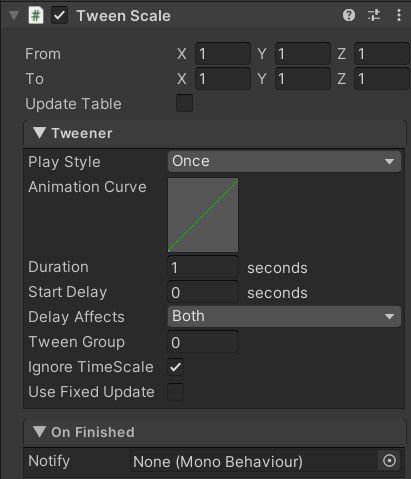 # Tween Scale
From X 1 Y 1 Z 1
To X 1 Y 1 Z 1
Update Table
Tweener
Play Style Once
Animation Curve
Duration 1 seconds
Start Delay 0 seconds
Delay Affects Both
Tween Group 0
Ignore TimeScale
Use Fixed Update
On Finished
Notify None (Mono Behaviour)